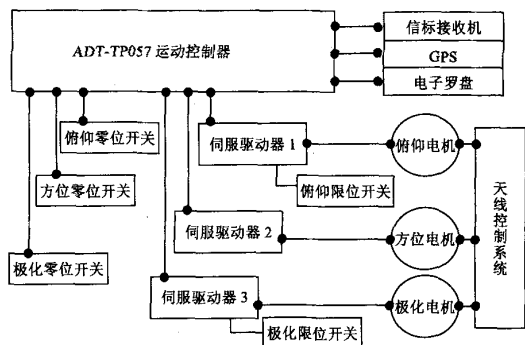 ADT-TP057 运动控制器
信标接收机
GPS
电子罗盘
俯仰零位开关
方位零位开关
极化零位开关
伺服驱动器 1
俯仰限位开关
伺服驱动器 2
伺服驱动器 3
极化限位开关
俯仰电机
方位电机
极化电机
天线控制系统